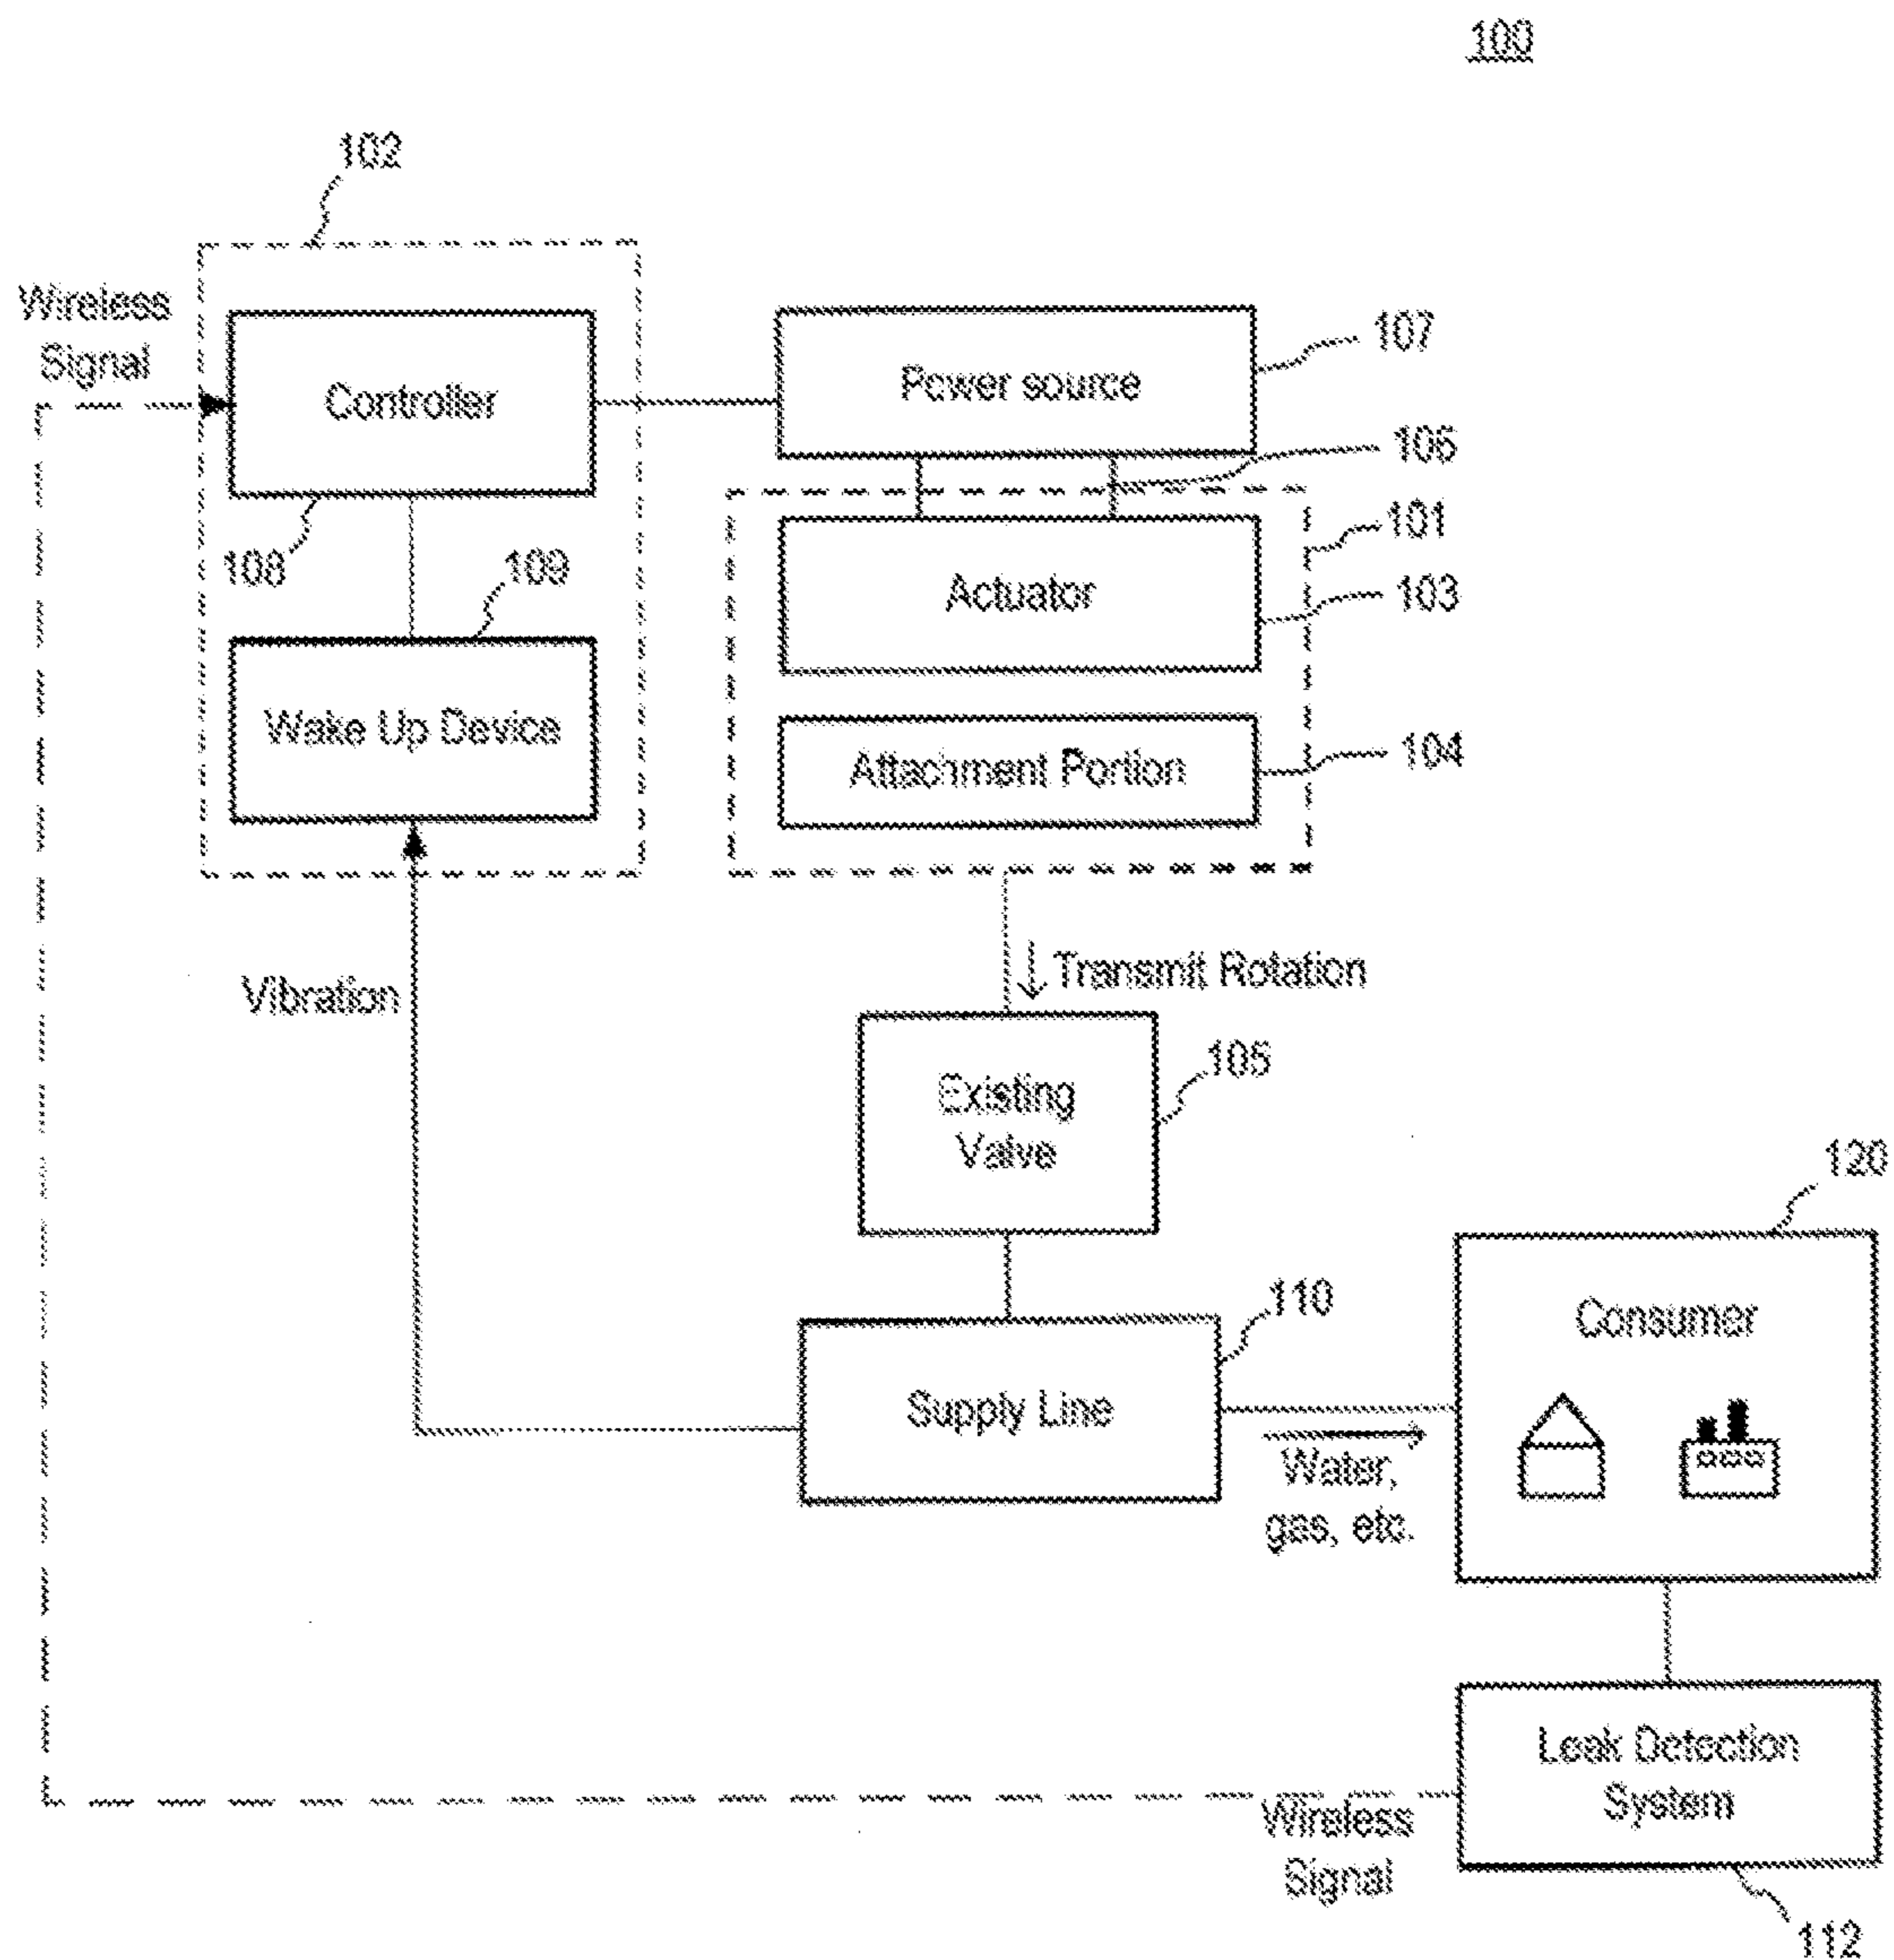 100
102
Wireless
Signal
Controller
Power source
107
106
101
108
109
Actuator
103
Wake Up Device
Attachment Portion
104
Vibration
Transmit Rotation
Existing
Valve
105
120
Consumer
110
Supply Line
Water,
gas, etc.
Leak Detection
System
Wireless
Signal
112